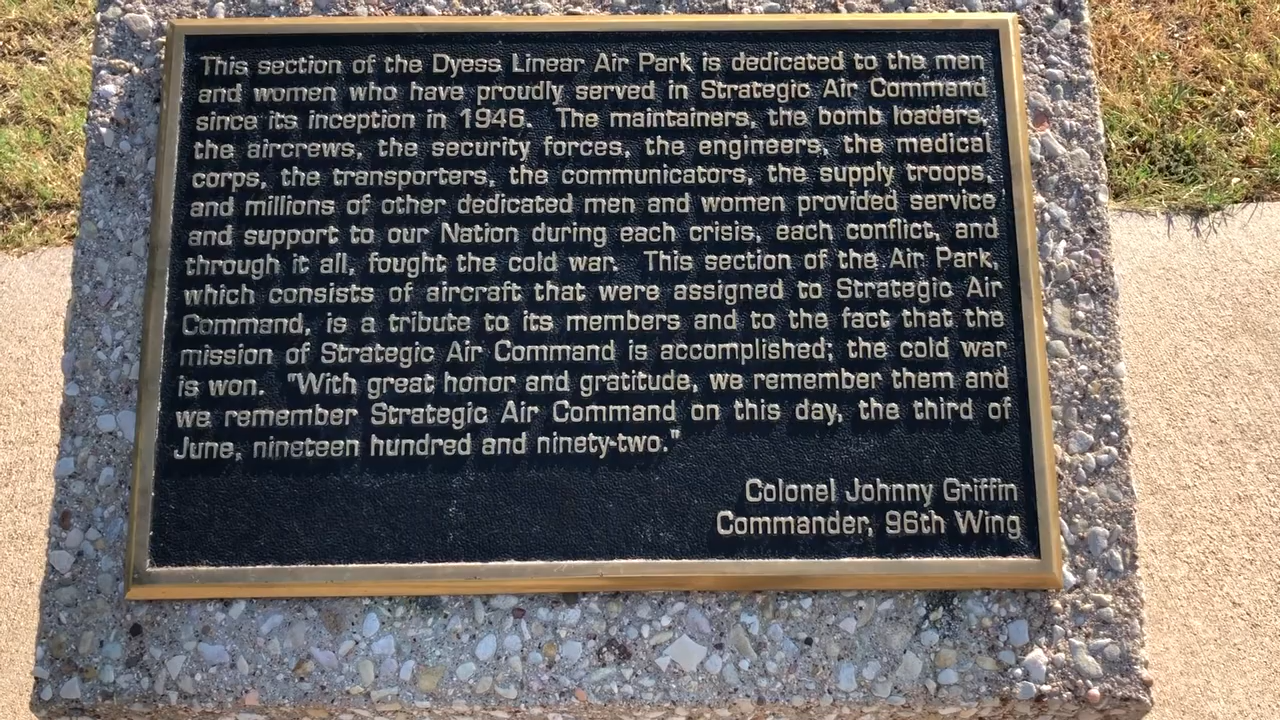 This section of the Dyess Linear Air Park is dedicated to the men
and women who have proudly served in Strategic Air Command
since its inception in 1946.  The maintainers, the bomb loaders,
the aircrews, the security forces, the engineers, the medical
corps, the transporters, the communicators, the supply troops,
and millions of other dedicated men and women provided service
and support to our Nation during each crisis, each conflict, and
through it all, fought the cold war.  This section of the Air Park,
which consists of aircraft that were assigned to Strategic Air
Command, is a tribute to its members and to the fact that the
mission of Strategic Air Command is accomplished; the cold war
is won.  "With great honor and gratitude, we remember them and
we remember Strategic Air Command on this day, the third of
June, nineteen hundred and ninety-two."
Colonel Johnny Griffin
Commander, 96th Wing